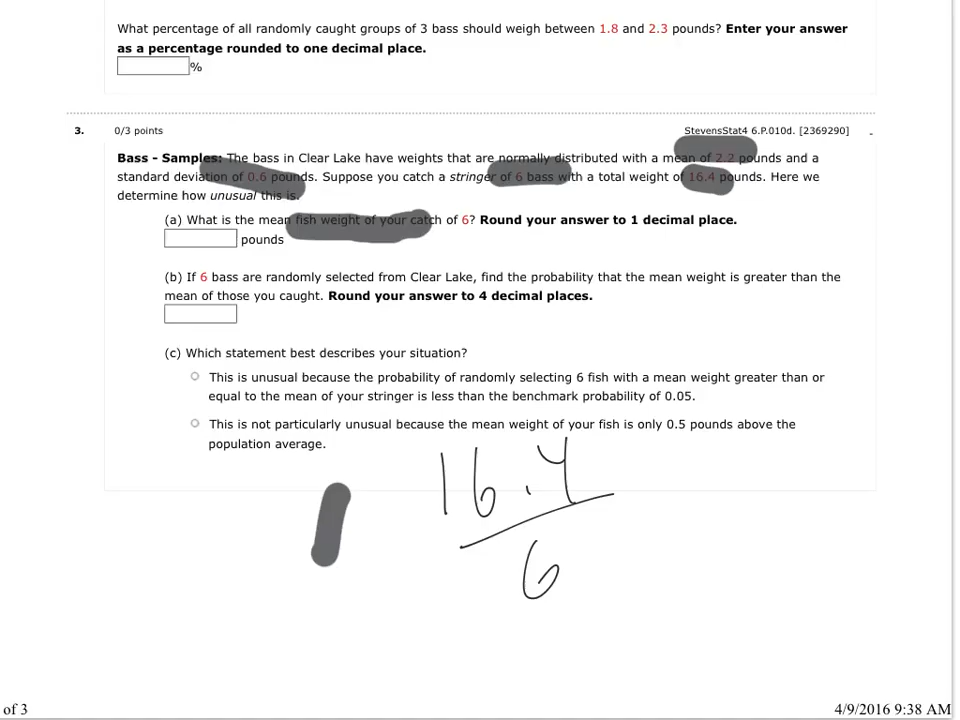 What percentage of all randomly caught groups of 3 bass should weigh between 1.8 and 2.3 pounds? Enter your answer
as a percentage rounded to one decimal place.
%
3. 0/3 points StevensStat4 6.P.010d. [2369290] -
Bass - Samples: The bass in Clear Lake have weights that are normally distributed with a mean of 2.2 pounds and a
standard deviation of 0.6 pounds. Suppose you catch a stringer of 6 bass with a total weight of 16.4 pounds. Here we
determine how unusual this is.
(a) What is the mean fish weight of your catch of 6? Round your answer to 1 decimal place.
pounds
(b) If 6 bass are randomly selected from Clear Lake, find the probability that the mean weight is greater than the
mean of those you caught. Round your answer to 4 decimal places.
(c) Which statement best describes your situation?
This is unusual because the probability of randomly selecting 6 fish with a mean weight greater than or
equal to the mean of your stringer is less than the benchmark probability of 0.05.
This is not particularly unusual because the mean weight of your fish is only 0.5 pounds above the
population average.
16.4
6
of 3 4/9/2016 9:38 AM